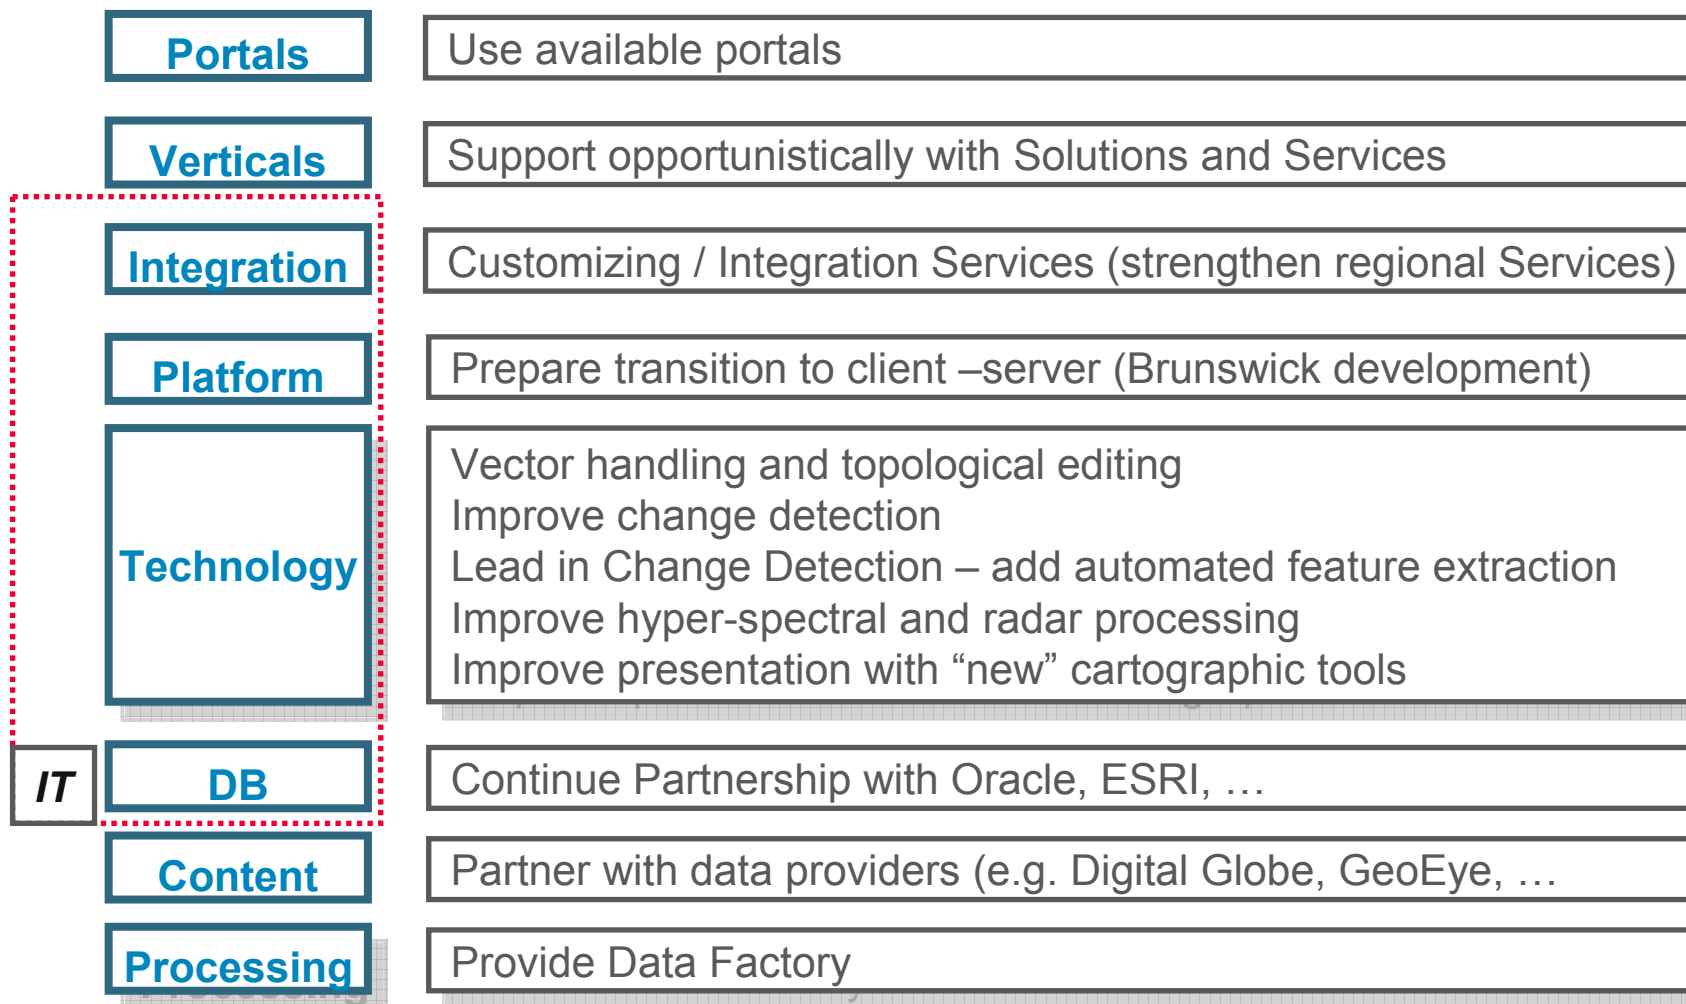 Portals
Use available portals
Verticals
Support opportunistically with Solutions and Services
Integration
Customizing / Integration Services (strengthen regional Services)
Platform
Prepare transition to client –server (Brunswick development)
Technology
Vector handling and topological editing
Improve change detection
Lead in Change Detection – add automated feature extraction
Improve hyper-spectral and radar processing
Improve presentation with “new” cartographic tools
IT
DB
Continue Partnership with Oracle, ESRI, …
Content
Partner with data providers (e.g. Digital Globe, GeoEye, …
Processing
Provide Data Factory